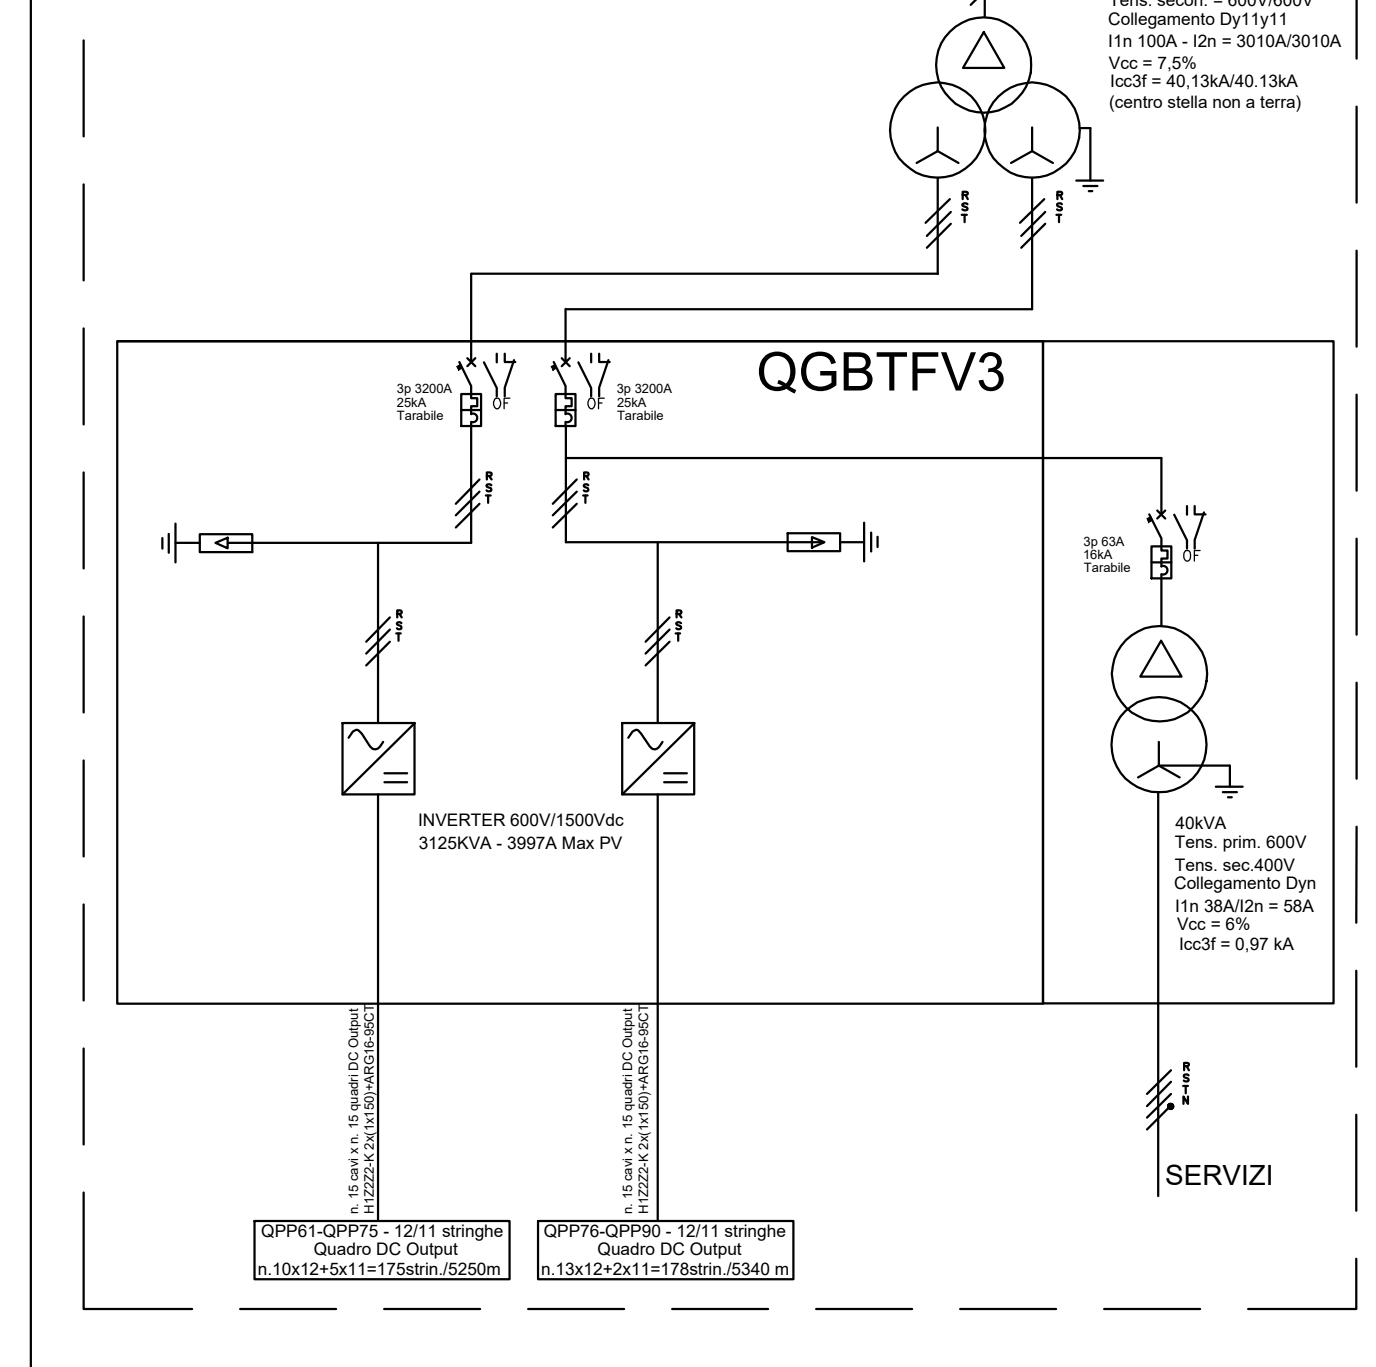 Tens. secon. = 600V/600V
Collegamento Dy11y11
I1n 100A - I2n = 3010A/3010A
Vcc = 7,5%
Icc3f = 40,13kA/40.13kA
(centro stella non a terra)
R
S
T
R
S
T
QGBTFV3
3p 3200A
25kA
Tarabile
OF
OF
3p 3200A
25kA
Tarabile
R
S
T
R
S
T
3p 63A
16kA
Tarabile
OF
R
S
T
R
S
T
INVERTER 600V/1500Vdc
3125KVA - 3997A Max PV
40kVA
Tens. prim. 600V
Tens. sec.400V
Collegamento Dyn
I1n 38A/I2n = 58A
Vcc = 6%
Icc3f = 0,97 kA
n. 15 cavi x n. 15 quadri DC Output
H1Z2Z2-K 2x(1x150)+ARG16-95CT
n. 15 cavi x n. 15 quadri DC Output
H1Z2Z2-K 2x(1x150)+ARG16-95CT
R
S
T
N
SERVIZI
QPP61-QPP75 - 12/11 stringhe
Quadro DC Output
n.10x12+5x11=175strin./5250m
QPP76-QPP90 - 12/11 stringhe
Quadro DC Output
n.13x12+2x11=178strin./5340 m